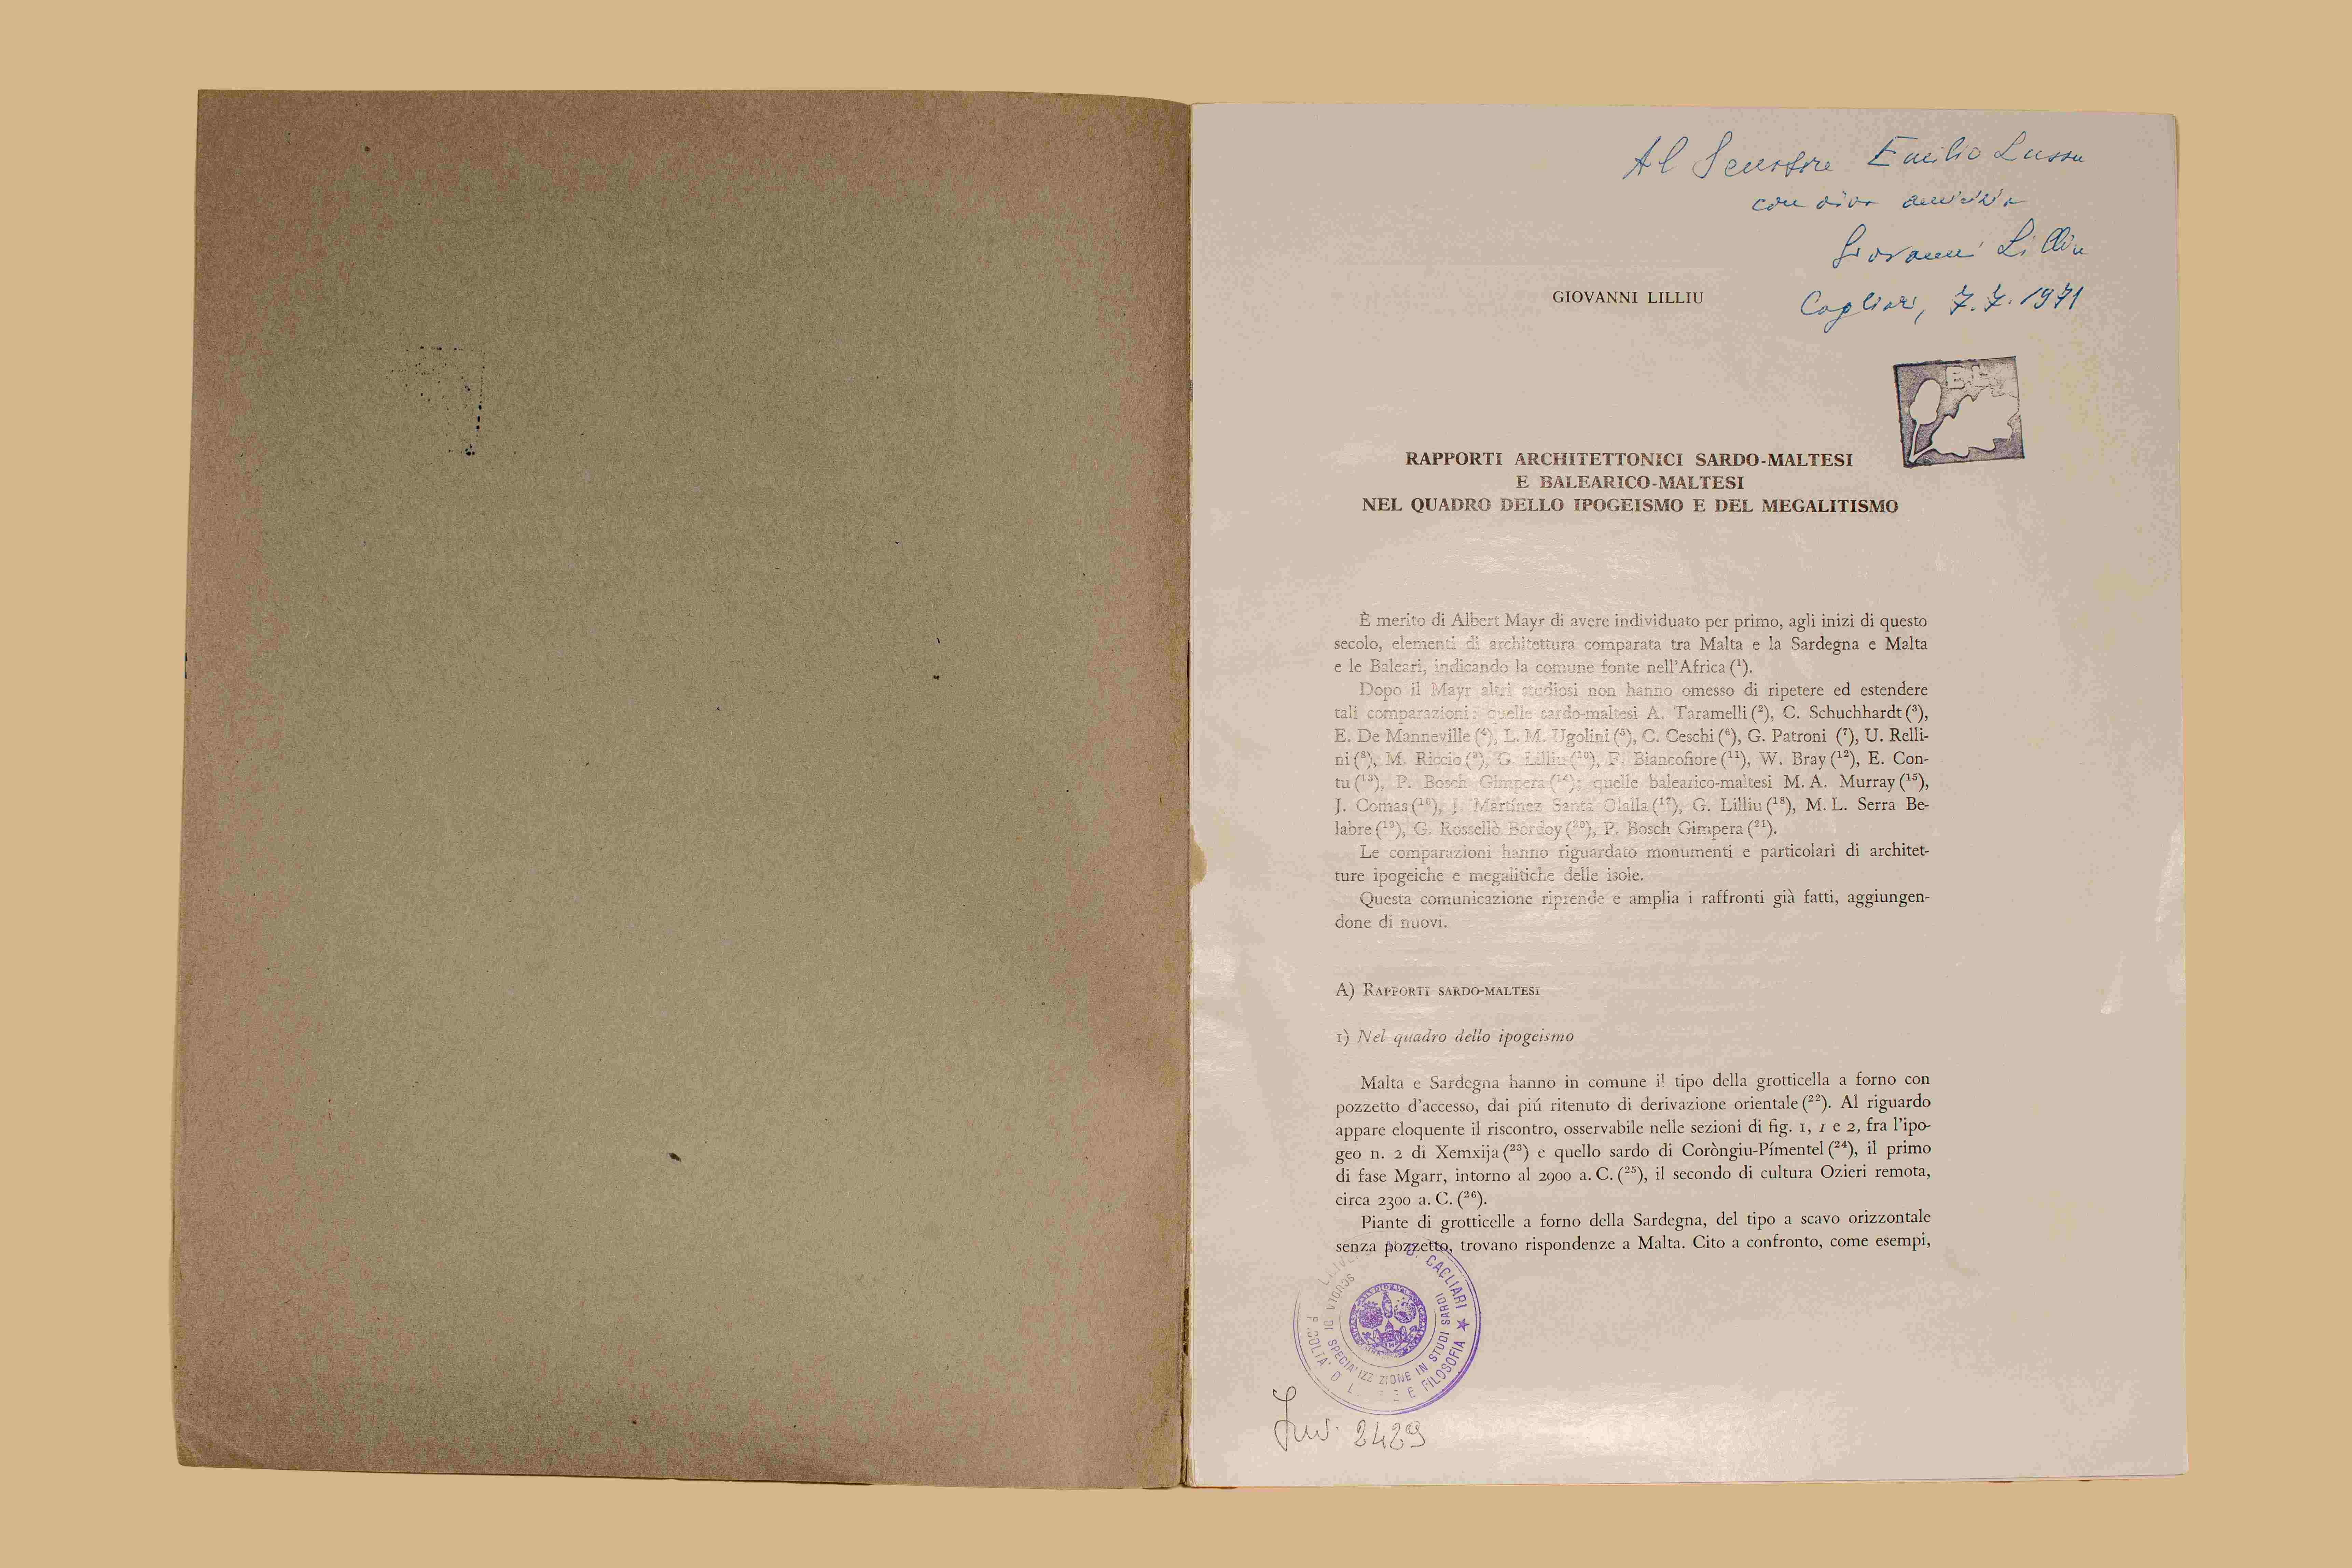 Al Senatore Emilio Lussu
con viva amicizia
Giovanni Lilliu
Cagliari, 7.7.1971
GIOVANNI LILLIU
E.L.
RAPPORTI ARCHITETTONICI SARDO-MALTESI
E BALEARICO-MALTESI
NEL QUADRO DELLO IPOGEISMO E DEL MEGALITISMO
È merito di Albert Mayr di avere individuato per primo, agli inizi di questo
secolo, elementi di architettura comparata tra Malta e la Sardegna e Malta
e le Baleari, indicando la comune fonte nell'Africa (¹).
Dopo il Mayr altri studiosi non hanno omesso di ripetere ed estendere
tali comparazioni: quelle sardo-maltesi A. Taramelli (²), C. Schuchhardt (³),
E. De Manneville (⁴), L. M. Ugolini (⁵), C. Ceschi (⁶), G. Patroni (⁷), U. Relli-
ni (⁸), M. Riccio (⁹), G. Lilliu (¹⁰), F. Biancofiore (¹¹), W. Bray (¹²), E. Con-
tu (¹³), P. Bosch Gimpera (¹⁴); quelle balearico-maltesi M. A. Murray (¹⁵),
J. Comas (¹⁶), J. Martínez Santa Olalla (¹⁷), G. Lilliu (¹⁸), M. L. Serra Be-
labre (¹⁹), G. Rossellò Bordoy (²⁰), P. Bosch Gimpera (²¹).
Le comparazioni hanno riguardato monumenti e particolari di architet-
ture ipogeiche e megalitiche delle isole.
Questa comunicazione riprende e amplia i raffronti già fatti, aggiungen-
done di nuovi.
A) RAPPORTI SARDO-MALTESI
1) Nel quadro dello ipogeismo
Malta e Sardegna hanno in comune il tipo della grotticella a forno con
pozzetto d'accesso, dai piú ritenuto di derivazione orientale (²²). Al riguardo
appare eloquente il riscontro, osservabile nelle sezioni di fig. 1, 1 e 2, fra l'ipo-
geo n. 2 di Xemxija (²³) e quello sardo di Coròngiu-Pímentel (²⁴), il primo
di fase Mgarr, intorno al 2900 a. C. (²⁵), il secondo di cultura Ozieri remota,
circa 2300 a. C. (²⁶).
Piante di grotticelle a forno della Sardegna, del tipo a scavo orizzontale
senza pozzetto, trovano rispondenze a Malta. Cito a confronto, come esempi,
CAGLIARI ★
SCUOLA DI SPECIALIZZAZIONE IN STUDI SARDI
FILOSOFIA
Inv. 2429